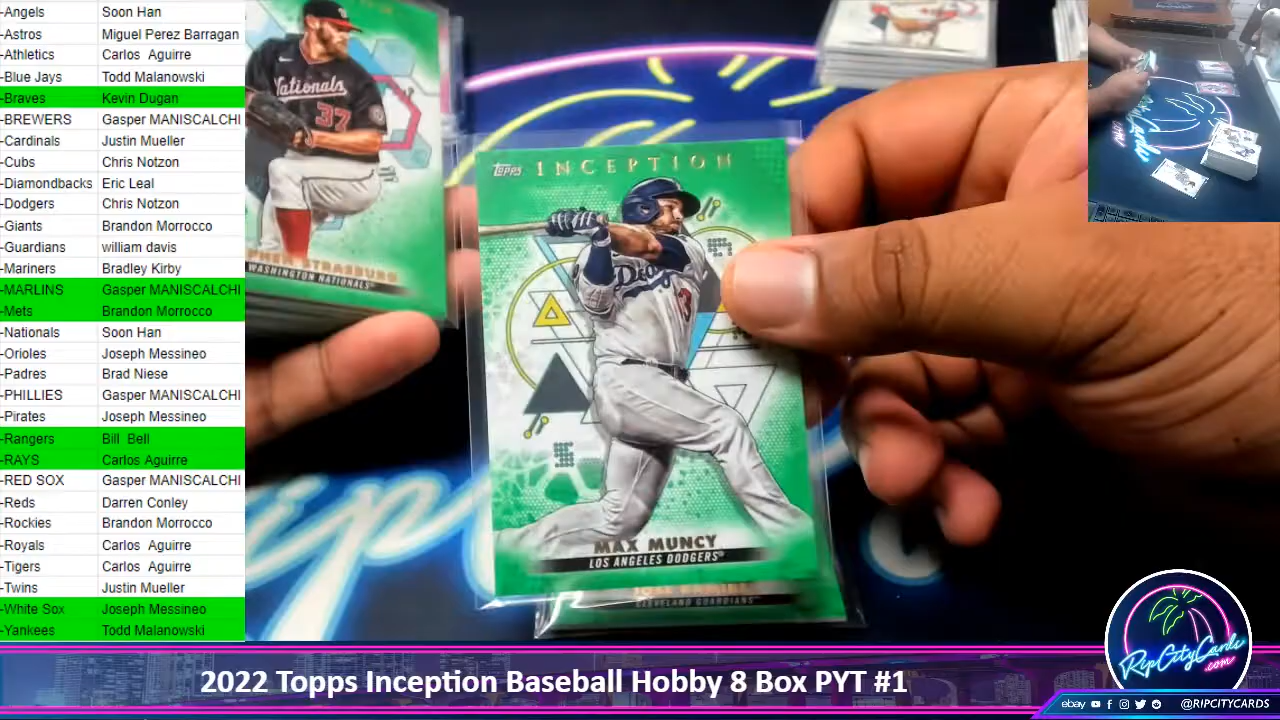 -Angels Soon Han
-Astros Miguel Perez Barragan
-Athletics Carlos Aguirre
-Blue Jays Todd Malanowski
-Braves Kevin Dugan
-BREWERS Gasper MANISCALCHI
-Cardinals Justin Mueller
-Cubs Chris Notzon
-Diamondbacks Eric Leal
-Dodgers Chris Notzon
-Giants Brandon Morrocco
-Guardians william davis
-Mariners Bradley Kirby
-MARLINS Gasper MANISCALCHI
-Mets Brandon Morrocco
-Nationals Soon Han
-Orioles Joseph Messineo
-Padres Brad Niese
-PHILLIES Gasper MANISCALCHI
-Pirates Joseph Messineo
-Rangers Bill Bell
-RAYS Carlos Aguirre
-RED SOX Gasper MANISCALCHI
-Reds Darren Conley
-Rockies Brandon Morrocco
-Royals Carlos Aguirre
-Tigers Carlos Aguirre
-Twins Justin Mueller
-White Sox Joseph Messineo
-Yankees Todd Malanowski
Nationals
37
WASHINGTON NATIONALS
TOPPS INCEPTION
Dodgers
13
MAX MUNCY
LOS ANGELES DODGERS®
CLEVELAND GUARDIANS
2022 Topps Inception Baseball Hobby 8 Box PYT #1
RipCityCards
.com
ebay @RIPCITYCARDS